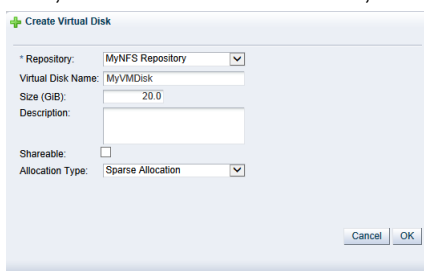 Create Virtual Disk
* Repository: MyNFS Repository
Virtual Disk Name: MyVMDisk
Size (GiB): 20.0
Description:
Shareable:
Allocation Type: Sparse Allocation
Cancel OK